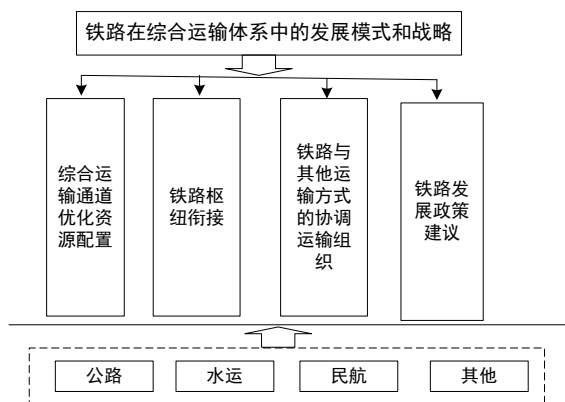 铁路在综合运输体系中的发展模式和战略
综合运
输通道
优化资
源配置
铁路枢
纽衔接
铁路与
其他运
输方式
的协调
运输组
织
铁路发
展政策
建议
公路
水运
民航
其他